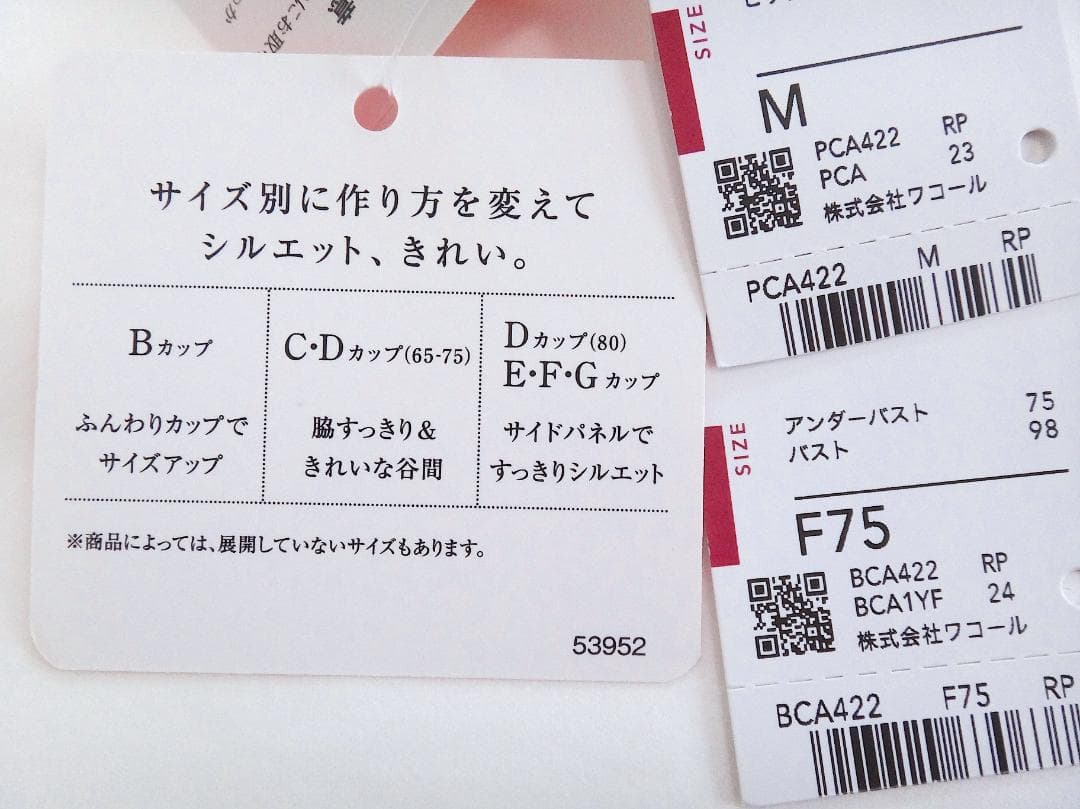 意
にお取
つか
サイズ別に作り方を変えて
シルエット、きれい。
Bカップ
ふんわりカップで
サイズアップ
C・Dカップ(65-75)
脇すっきり＆
きれいな谷間
Dカップ(80)
E・F・Gカップ
サイドパネルで
すっきりシルエット
※商品によっては、展開していないサイズもあります。
53952
SIZE
M
PCA422 RP
PCA 23
株式会社ワコール
PCA422 M RP
SIZE
アンダーバスト 75
バスト 98
F75
BCA422 RP
BCA1YF 24
株式会社ワコール
BCA422 F75 RP